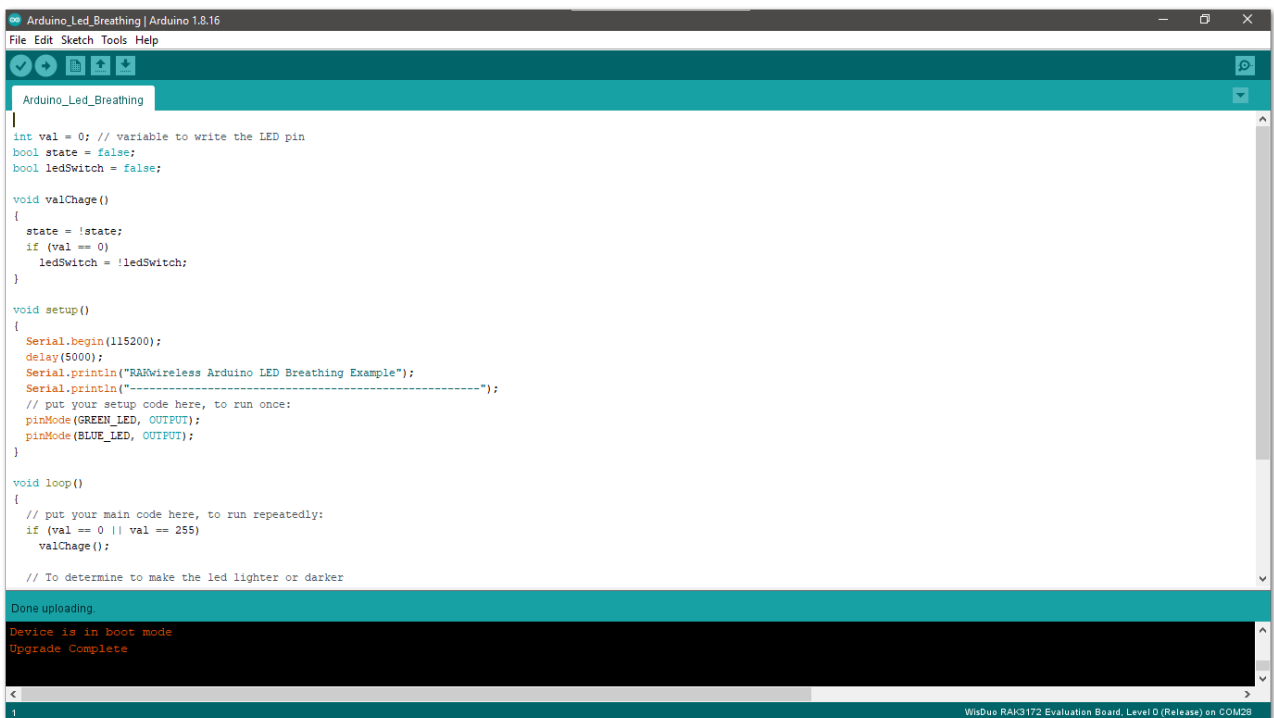 Arduino_Led_Breathing | Arduino 1.8.16
File Edit Sketch Tools Help
Arduino_Led_Breathing
int val = 0; // variable to write the LED pin
bool state = false;
bool ledSwitch = false;
void valChage()
{
state = !state;
if (val == 0)
ledSwitch = !ledSwitch;
}
void setup()
{
Serial.begin(115200);
delay(5000);
Serial.println("RAKwireless Arduino LED Breathing Example");
Serial.println("------------------------------------------------------");
// put your setup code here, to run once:
pinMode(GREEN_LED, OUTPUT);
pinMode(BLUE_LED, OUTPUT);
}
void loop()
{
// put your main code here, to run repeatedly:
if (val == 0 || val == 255)
valChage();
// To determine to make the led lighter or darker
Done uploading.
Device is in boot mode
Upgrade Complete
1 WisDuo RAK3172 Evaluation Board, Level 0 (Release) on COM28